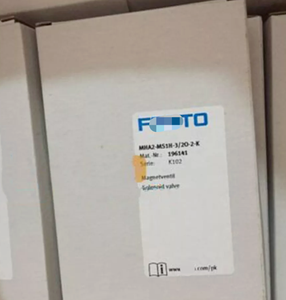 F TO
MHA2-MS1H-3/2O-2-K
Mat. Nr.: 196141
Serie: K102
Magnetventil
Solenoid valve
www. .com/pk